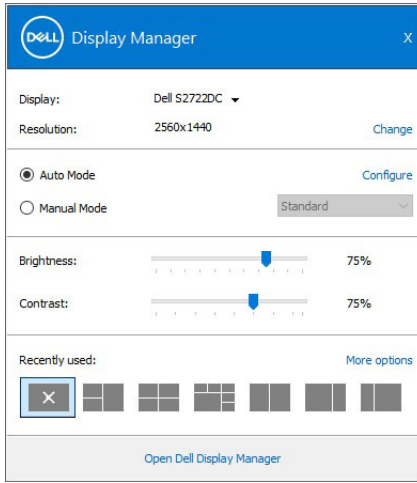 DELL Display Manager X
Display: Dell S2722DC
Resolution: 2560x1440 Change
Auto Mode Configure
Manual Mode Standard
Brightness: 75%
Contrast: 75%
Recently used: More options
Open Dell Display Manager